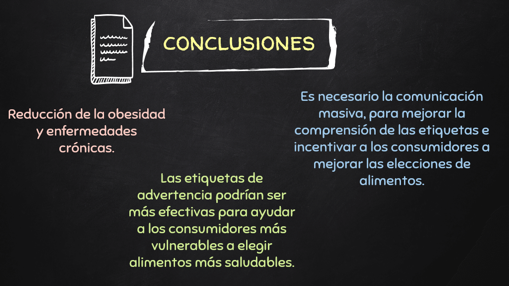 CONCLUSIONES
Reducción de la obesidad
y enfermedades
crónicas.
Es necesario la comunicación
masiva, para mejorar la
comprensión de las etiquetas e
incentivar a los consumidores a
mejorar las elecciones de
alimentos.
Las etiquetas de
advertencia podrían ser
más efectivas para ayudar
a los consumidores más
vulnerables a elegir
alimentos más saludables.